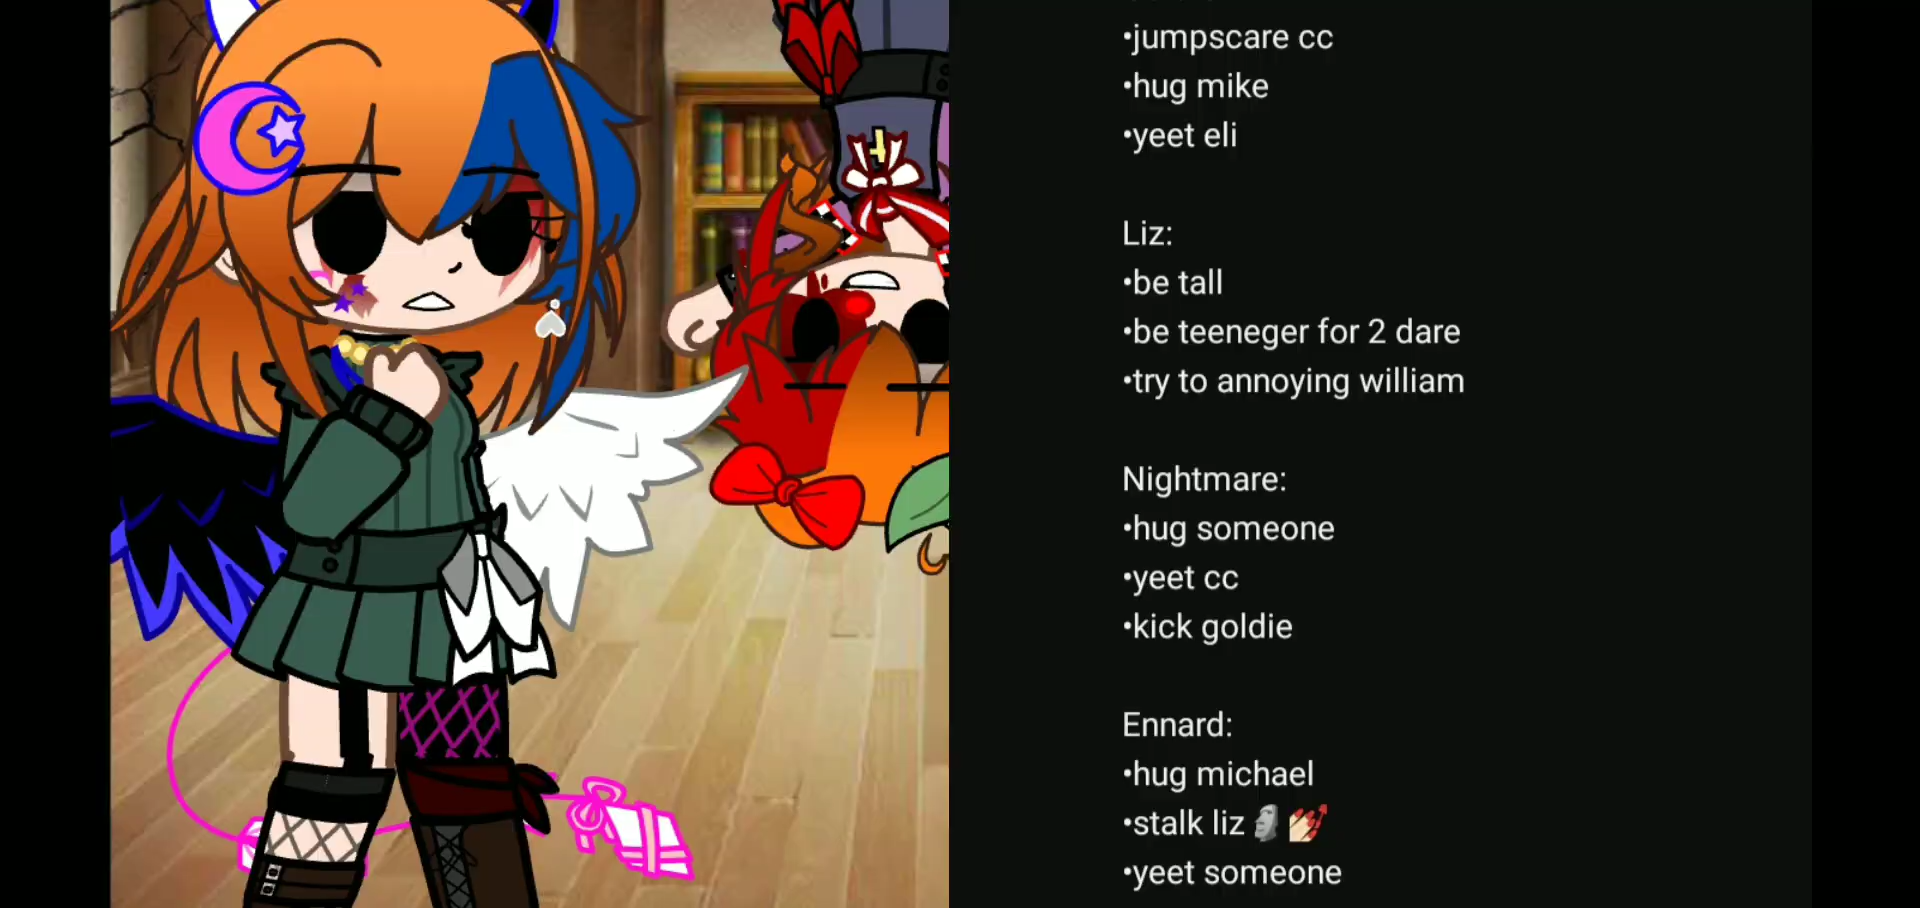 •jumpscare cc
•hug mike
•yeet eli
Liz:
•be tall
•be teeneger for 2 dare
•try to annoying william
Nightmare:
•hug someone
•yeet cc
•kick goldie
Ennard:
•hug michael
•stalk liz🗿💅
•yeet someone